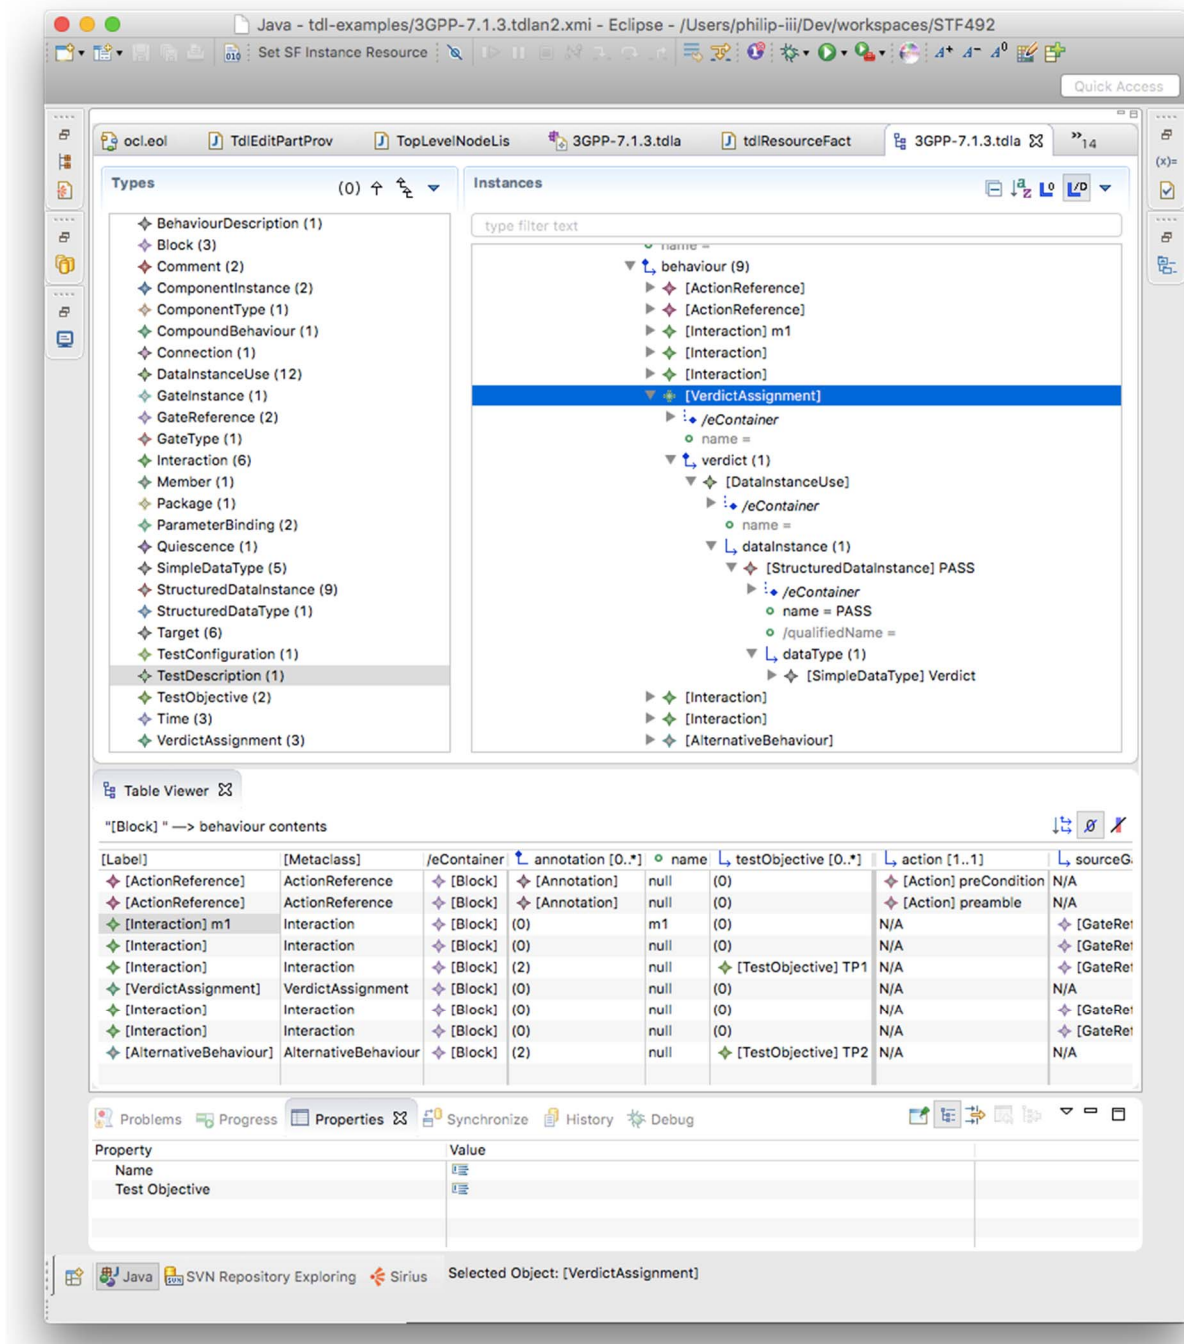 Java - tdl-examples/3GPP-7.1.3.tdlan2.xmi - Eclipse - /Users/philip-iii/Dev/workspaces/STF492
010 Set SF Instance Resource A+ A- A0
Quick Access
ocl.eol TdlEditPartProv TopLevelNodeLis 3GPP-7.1.3.tdla tdlResourceFact 3GPP-7.1.3.tdla »14
(x)=
Types (0)
BehaviourDescription (1)
Block (3)
Comment (2)
ComponentInstance (2)
ComponentType (1)
CompoundBehaviour (1)
Connection (1)
DataInstanceUse (12)
GateInstance (1)
GateReference (2)
GateType (1)
Interaction (6)
Member (1)
Package (1)
ParameterBinding (2)
Quiescence (1)
SimpleDataType (5)
StructuredDataInstance (9)
StructuredDataType (1)
Target (6)
TestConfiguration (1)
TestDescription (1)
TestObjective (2)
Time (3)
VerdictAssignment (3)
Instances
type filter text
name =
behaviour (9)
[ActionReference]
[ActionReference]
[Interaction] m1
[Interaction]
[Interaction]
[VerdictAssignment]
/eContainer
name =
verdict (1)
[DataInstanceUse]
/eContainer
name =
dataInstance (1)
[StructuredDataInstance] PASS
/eContainer
name = PASS
/qualifiedName =
dataType (1)
[SimpleDataType] Verdict
[Interaction]
[Interaction]
[AlternativeBehaviour]
Table Viewer
"[Block] " —> behaviour contents
[Label] [Metaclass] /eContainer annotation [0..*] name testObjective [0..*] action [1..1] sourceG
[ActionReference] ActionReference [Block] [Annotation] null (0) [Action] preCondition N/A
[ActionReference] ActionReference [Block] [Annotation] null (0) [Action] preamble N/A
[Interaction] m1 Interaction [Block] (0) m1 (0) N/A [GateRef
[Interaction] Interaction [Block] (0) null (0) N/A [GateRef
[Interaction] Interaction [Block] (2) null [TestObjective] TP1 N/A [GateRef
[VerdictAssignment] VerdictAssignment [Block] (0) null (0) N/A N/A
[Interaction] Interaction [Block] (0) null (0) N/A [GateRef
[Interaction] Interaction [Block] (0) null (0) N/A [GateRef
[AlternativeBehaviour] AlternativeBehaviour [Block] (2) null [TestObjective] TP2 N/A N/A
Problems Progress Properties Synchronize History Debug
Property Value
Name
Test Objective
Java SVN Repository Exploring Sirius Selected Object: [VerdictAssignment]